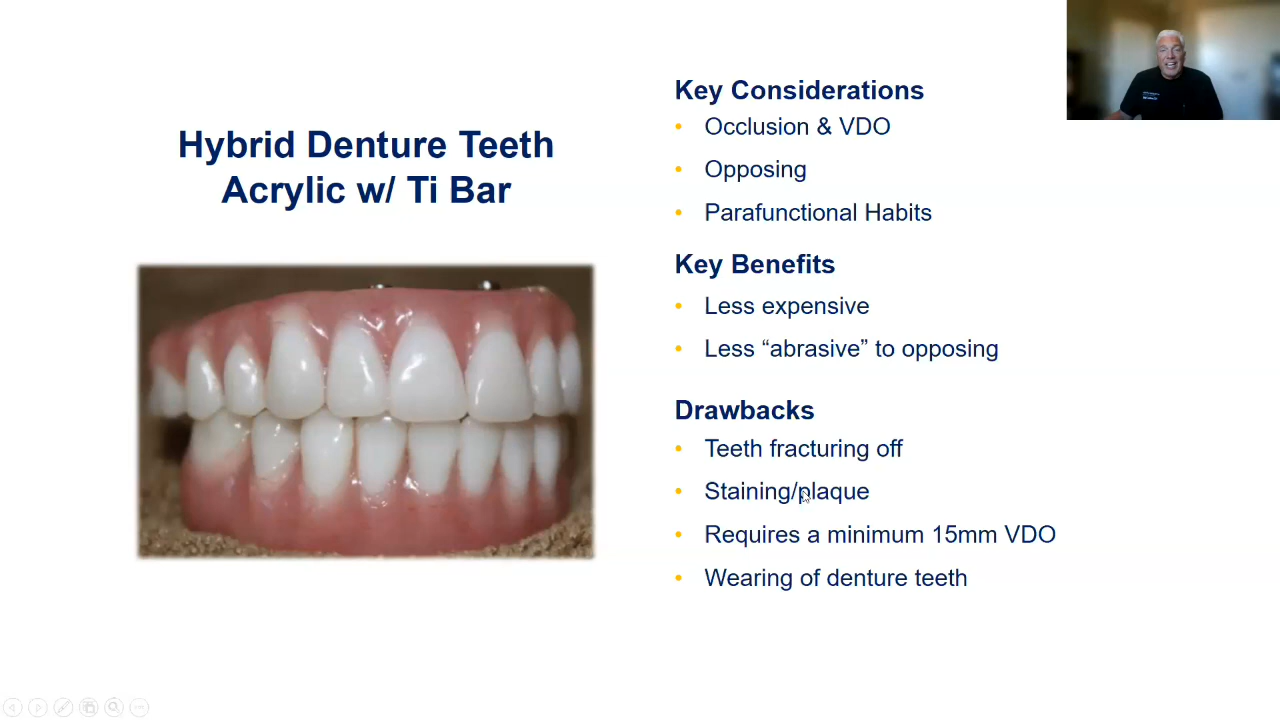 Hybrid Denture Teeth
Acrylic w/ Ti Bar
Key Considerations
• Occlusion & VDO
• Opposing
• Parafunctional Habits
Key Benefits
• Less expensive
• Less “abrasive” to opposing
Drawbacks
• Teeth fracturing off
• Staining/plaque
• Requires a minimum 15mm VDO
• Wearing of denture teeth